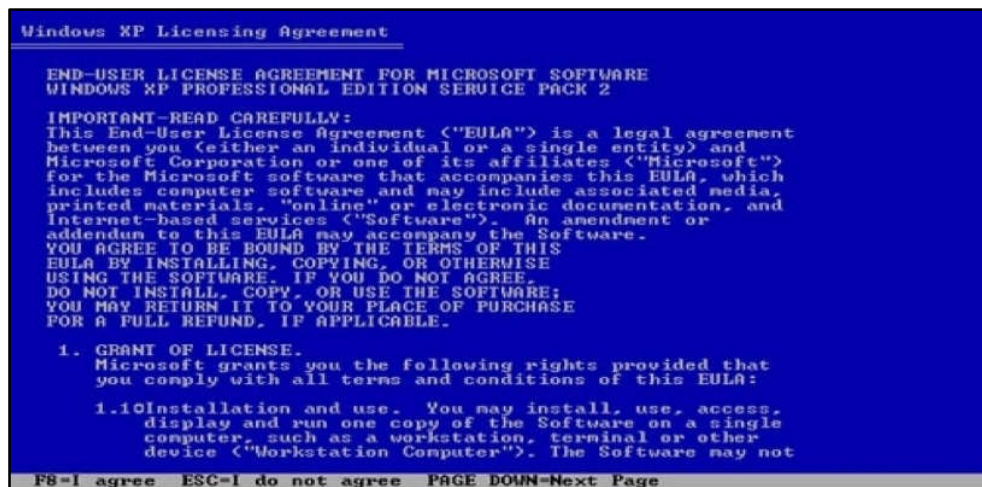 Windows XP Licensing Agreement
END-USER LICENSE AGREEMENT FOR MICROSOFT SOFTWARE
WINDOWS XP PROFESSIONAL EDITION SERVICE PACK 2
IMPORTANT-READ CAREFULLY:
This End-User License Agreement ("EULA") is a legal agreement
between you (either an individual or a single entity) and
Microsoft Corporation or one of its affiliates ("Microsoft")
for the Microsoft software that accompanies this EULA, which
includes computer software and may include associated media,
printed materials, "online" or electronic documentation, and
Internet-based services ("Software"). An amendment or
addendum to this EULA may accompany the Software.
YOU AGREE TO BE BOUND BY THE TERMS OF THIS
EULA BY INSTALLING, COPYING, OR OTHERWISE
USING THE SOFTWARE. IF YOU DO NOT AGREE,
DO NOT INSTALL, COPY, OR USE THE SOFTWARE;
YOU MAY RETURN IT TO YOUR PLACE OF PURCHASE
FOR A FULL REFUND, IF APPLICABLE.
1. GRANT OF LICENSE.
Microsoft grants you the following rights provided that
you comply with all terms and conditions of this EULA:
1.1○Installation and use. You may install, use, access,
display and run one copy of the Software on a single
computer, such as a workstation, terminal or other
device ("Workstation Computer"). The Software may not
F8=I agree ESC=I do not agree PAGE DOWN=Next Page